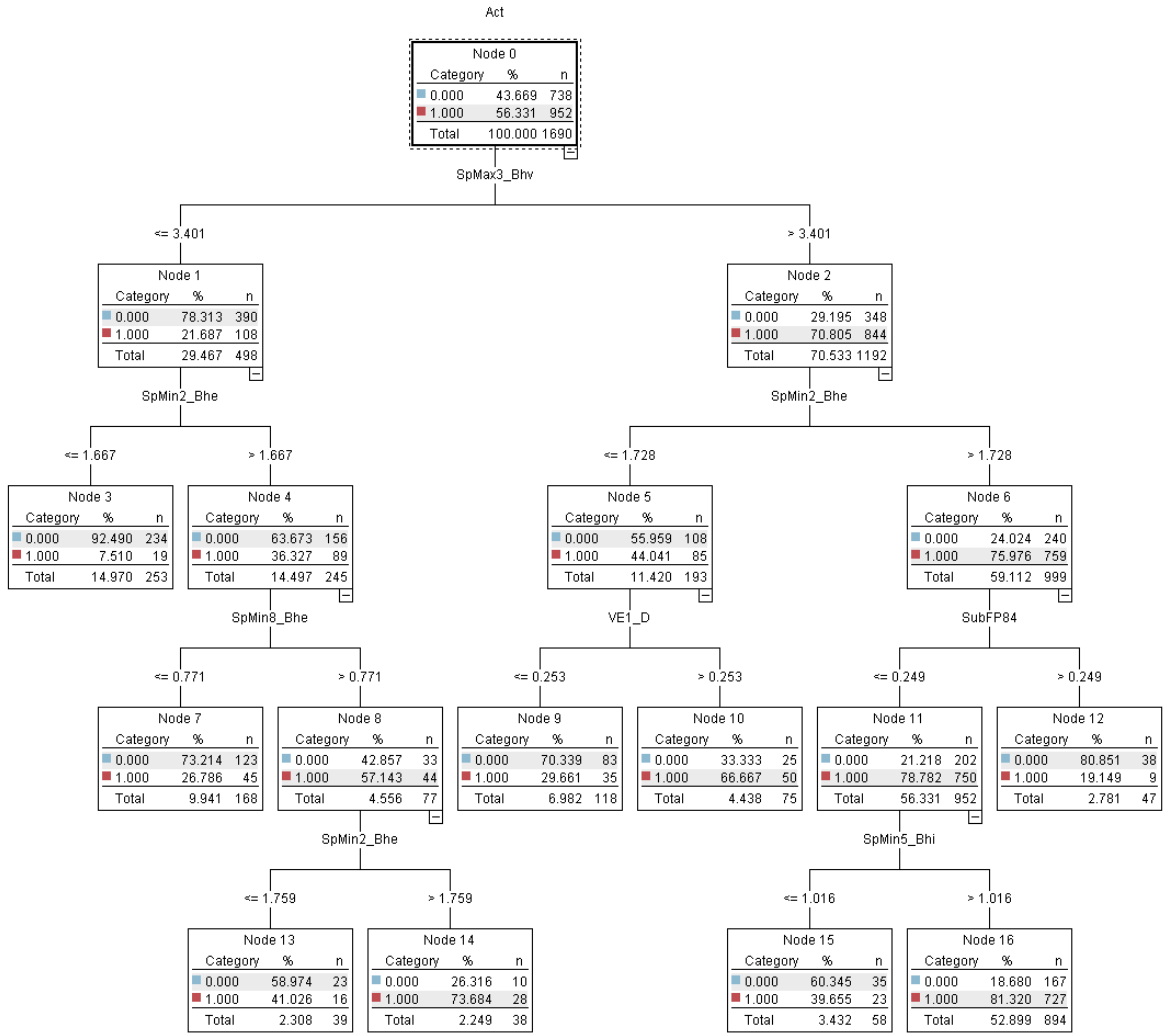 Act
Node 0
Category % n
0.000 43.669 738
1.000 56.331 952
Total 100.000 1690
SpMax3_Bhv
<= 3.401 > 3.401
Node 1
Category % n
0.000 78.313 390
1.000 21.687 108
Total 29.467 498
Node 2
Category % n
0.000 29.195 348
1.000 70.805 844
Total 70.533 1192
SpMin2_Bhe
SpMin2_Bhe
<= 1.667 > 1.667
<= 1.728 > 1.728
Node 3
Category % n
0.000 92.490 234
1.000 7.510 19
Total 14.970 253
Node 4
Category % n
0.000 63.673 156
1.000 36.327 89
Total 14.497 245
Node 5
Category % n
0.000 55.959 108
1.000 44.041 85
Total 11.420 193
Node 6
Category % n
0.000 24.024 240
1.000 75.976 759
Total 59.112 999
SpMin8_Bhe
VE1_D
SubFP84
<= 0.771 > 0.771
<= 0.253 > 0.253
<= 0.249 > 0.249
Node 7
Category % n
0.000 73.214 123
1.000 26.786 45
Total 9.941 168
Node 8
Category % n
0.000 42.857 33
1.000 57.143 44
Total 4.556 77
Node 9
Category % n
0.000 70.339 83
1.000 29.661 35
Total 6.982 118
Node 10
Category % n
0.000 33.333 25
1.000 66.667 50
Total 4.438 75
Node 11
Category % n
0.000 21.218 202
1.000 78.782 750
Total 56.331 952
Node 12
Category % n
0.000 80.851 38
1.000 19.149 9
Total 2.781 47
SpMin2_Bhe
SpMin5_Bhi
<= 1.759 > 1.759
<= 1.016 > 1.016
Node 13
Category % n
0.000 58.974 23
1.000 41.026 16
Total 2.308 39
Node 14
Category % n
0.000 26.316 10
1.000 73.684 28
Total 2.249 38
Node 15
Category % n
0.000 60.345 35
1.000 39.655 23
Total 3.432 58
Node 16
Category % n
0.000 18.680 167
1.000 81.320 727
Total 52.899 894